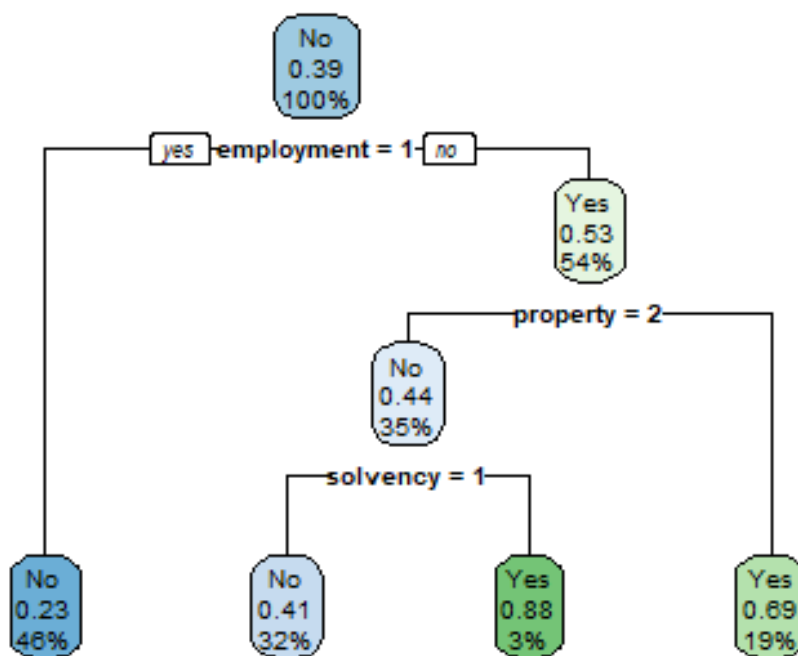 No
0.39
100%
yes employment = 1 no
Yes
0.53
54%
property = 2
No
0.44
35%
solvency = 1
No
0.23
46%
No
0.41
32%
Yes
0.88
3%
Yes
0.69
19%